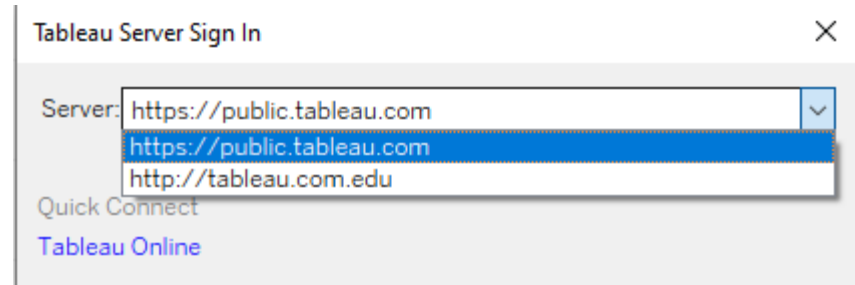 Tableau Server Sign In
Server: https://public.tableau.com
https://public.tableau.com
http://tableau.com.edu
Quick Connect
Tableau Online